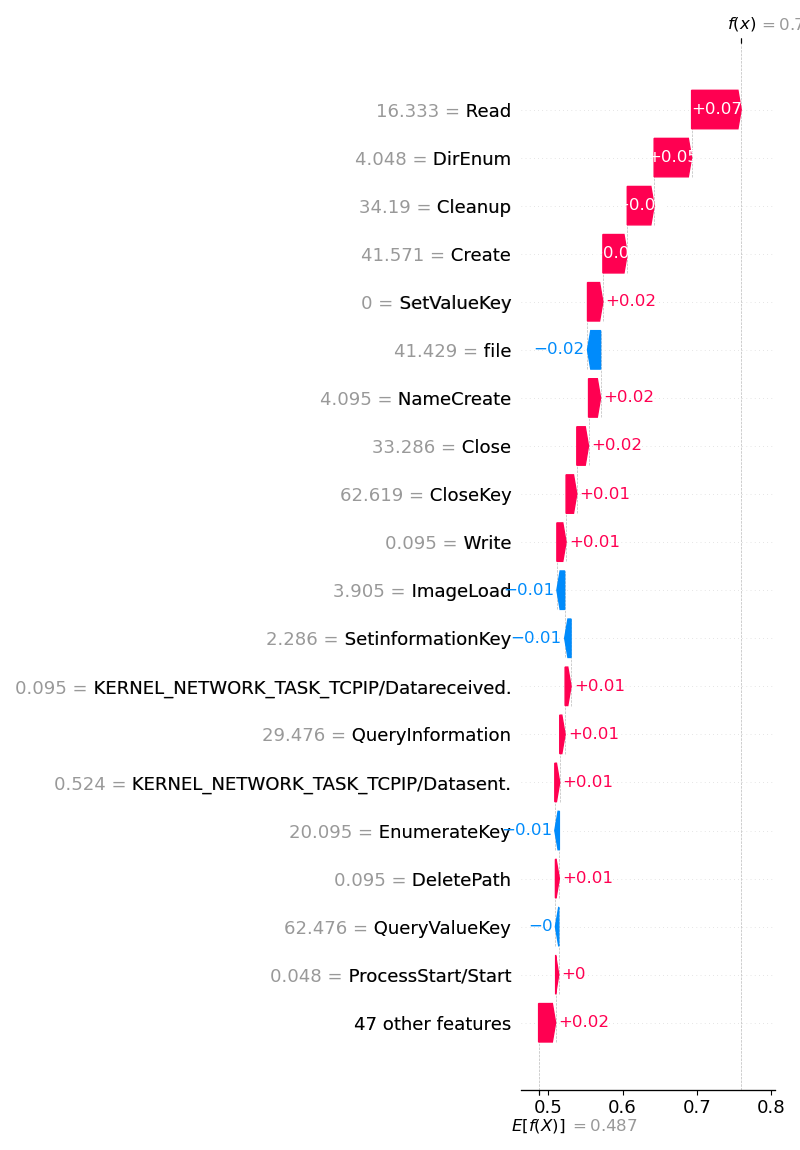 f(x) = 0.7
16.333 = Read +0.07
4.048 = DirEnum +0.05
34.19 = Cleanup +0.0
41.571 = Create 0.0
0 = SetValueKey +0.02
41.429 = file −0.02
4.095 = NameCreate +0.02
33.286 = Close +0.02
62.619 = CloseKey +0.01
0.095 = Write +0.01
3.905 = ImageLoad −0.01
2.286 = SetinformationKey −0.01
0.095 = KERNEL_NETWORK_TASK_TCPIP/Datareceived. +0.01
29.476 = QueryInformation +0.01
0.524 = KERNEL_NETWORK_TASK_TCPIP/Datasent. +0.01
20.095 = EnumerateKey −0.01
0.095 = DeletePath +0.01
62.476 = QueryValueKey −0
0.048 = ProcessStart/Start +0
47 other features +0.02
0.5 0.6 0.7 0.8
E[f(X)] = 0.487